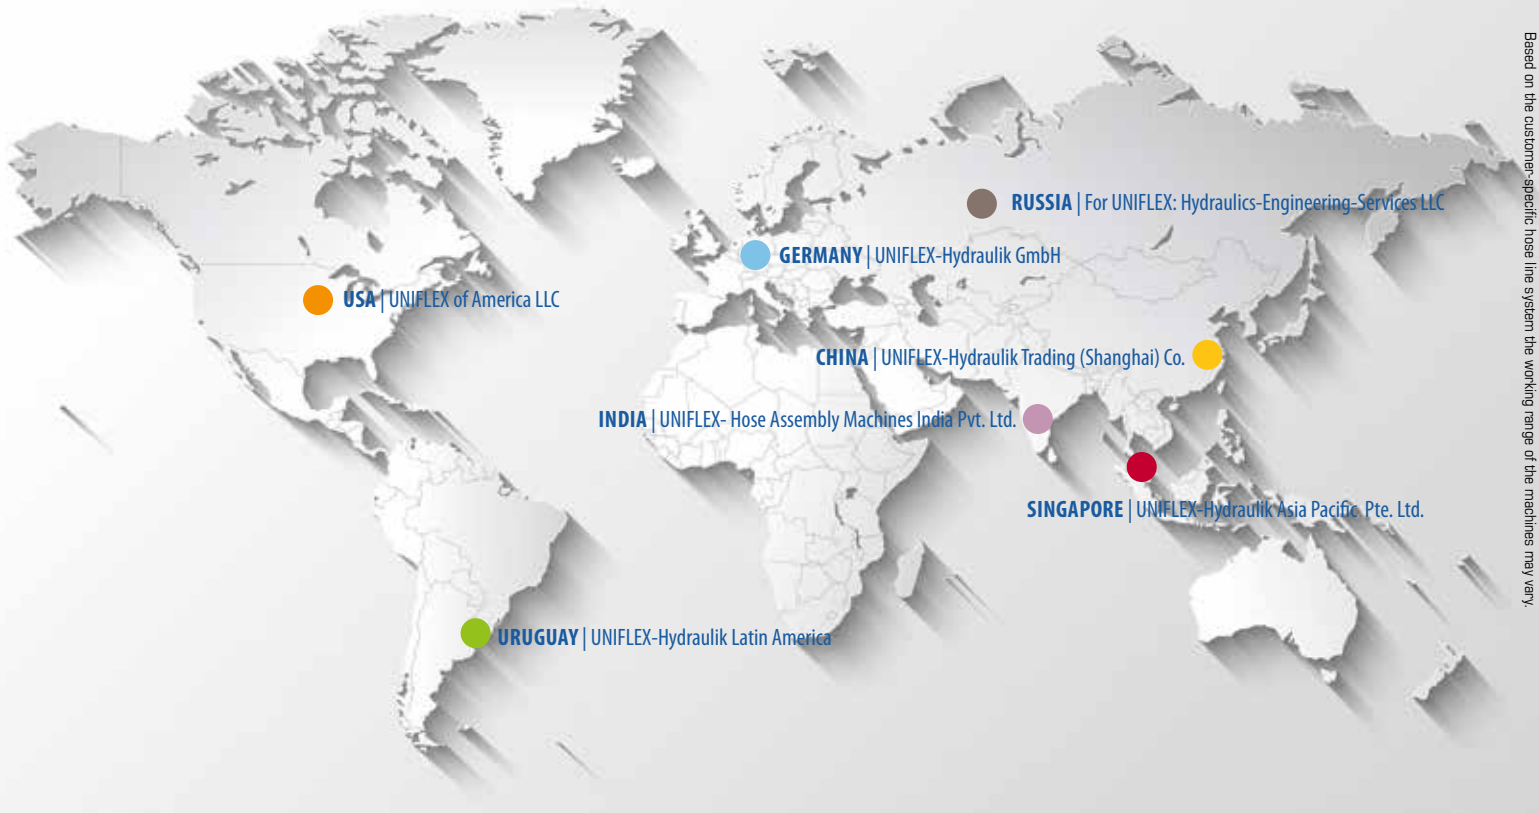 RUSSIA | For UNIFLEX: Hydraulics-Engineering-Services LLC
GERMANY | UNIFLEX-Hydraulik GmbH
USA | UNIFLEX of America LLC
CHINA | UNIFLEX-Hydraulik Trading (Shanghai) Co.
INDIA | UNIFLEX- Hose Assembly Machines India Pvt. Ltd.
SINGAPORE | UNIFLEX-Hydraulik Asia Pacific Pte. Ltd.
URUGUAY | UNIFLEX-Hydraulik Latin America
Based on the customer-specific hose line system the working range of the machines may vary.